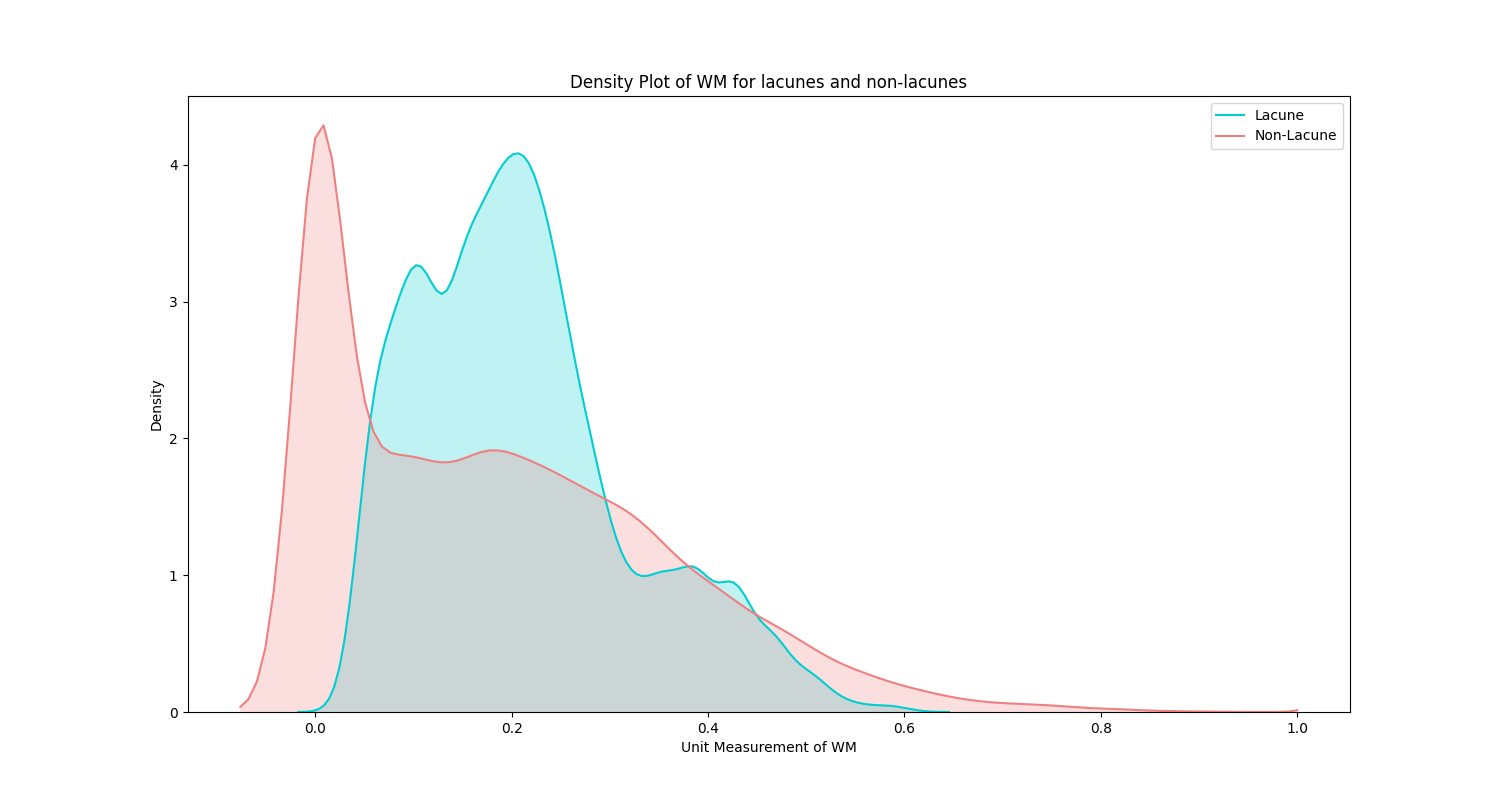 Density Plot of WM for lacunes and non-lacunes
Lacune
Non-Lacune
Density
4
3
2
1
0
0.0 0.2 0.4 0.6 0.8 1.0
Unit Measurement of WM